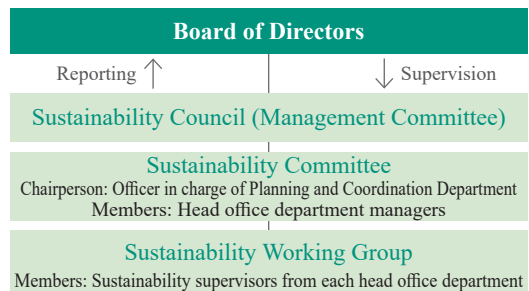 Board of Directors
Reporting
Supervision
Sustainability Council (Management Committee)
Sustainability Committee
Chairperson: Officer in charge of Planning and Coordination Department
Members: Head office department managers
Sustainability Working Group
Members: Sustainability supervisors from each head office department